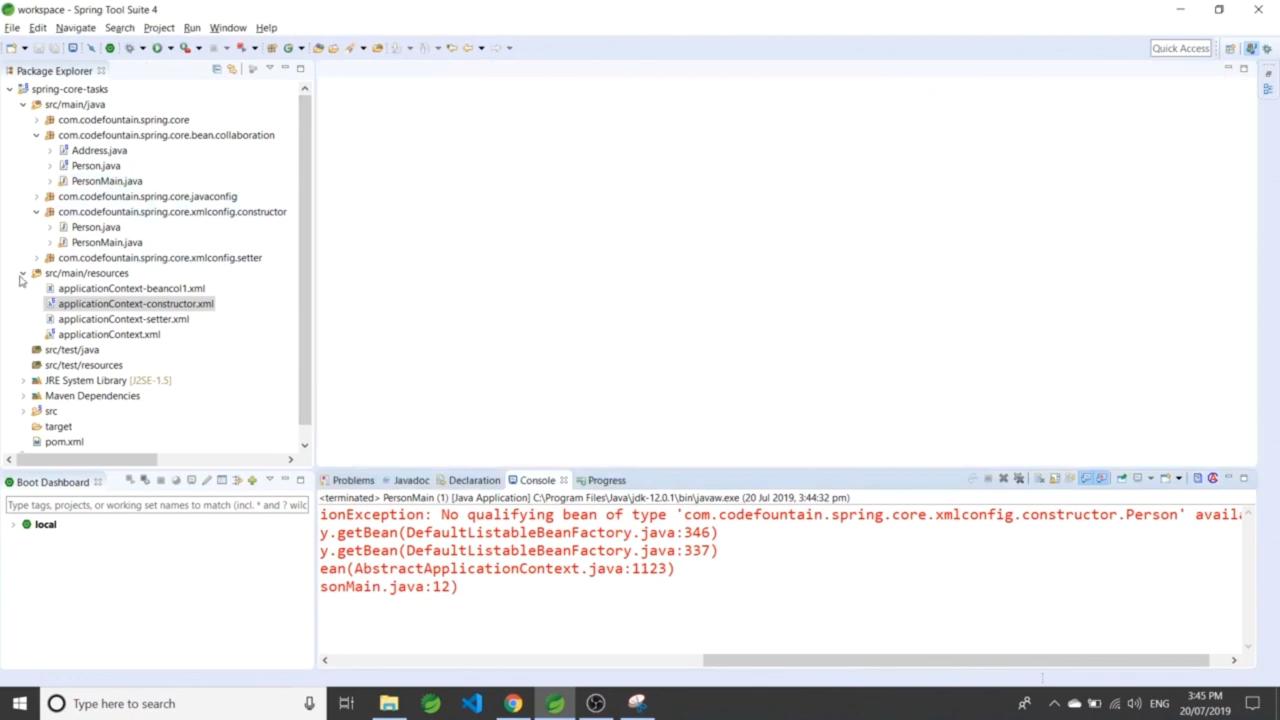 workspace - Spring Tool Suite 4
File Edit Navigate Search Project Run Window Help
Quick Access
Package Explorer
spring-core-tasks
src/main/java
com.codefountain.spring.core
com.codefountain.spring.core.bean.collaboration
Address.java
Person.java
PersonMain.java
com.codefountain.spring.core.javaconfig
com.codefountain.spring.core.xmlconfig.constructor
Person.java
PersonMain.java
com.codefountain.spring.core.xmlconfig.setter
src/main/resources
applicationContext-beancol1.xml
applicationContext-constructor.xml
applicationContext-setter.xml
applicationContext.xml
src/test/java
src/test/resources
JRE System Library [J2SE-1.5]
Maven Dependencies
src
target
pom.xml
Boot Dashboard
Type tags, projects, or working set names to match (incl. * and ? wilc
local
Problems Javadoc Declaration Console Progress
<terminated> PersonMain (1) [Java Application] C:\Program Files\Java\jdk-12.0.1\bin\javaw.exe (20 Jul 2019, 3:44:32 pm)
ionException: No qualifying bean of type 'com.codefountain.spring.core.xmlconfig.constructor.Person' availa
y.getBean(DefaultListableBeanFactory.java:346)
y.getBean(DefaultListableBeanFactory.java:337)
ean(AbstractApplicationContext.java:1123)
sonMain.java:12)
Type here to search
ENG
3:45 PM
20/07/2019